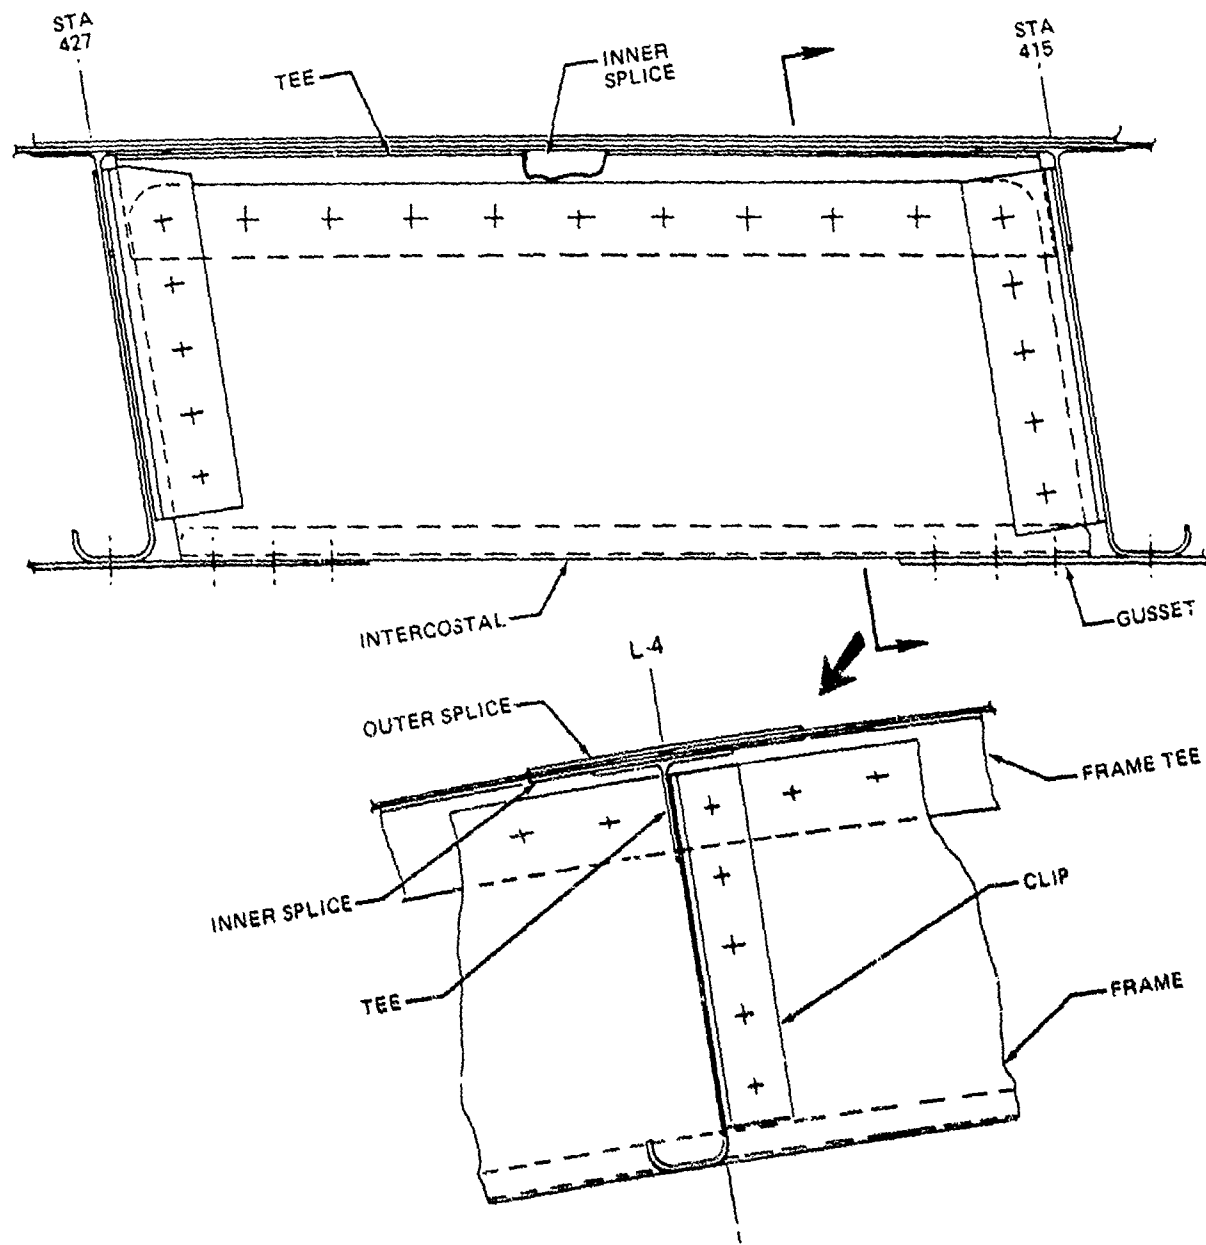 STA
427
TEE
INNER
SPLICE
STA
415
INTERCOSTAL
GUSSET
L-4
OUTER SPLICE
FRAME TEE
INNER SPLICE
CLIP
TEE
FRAME